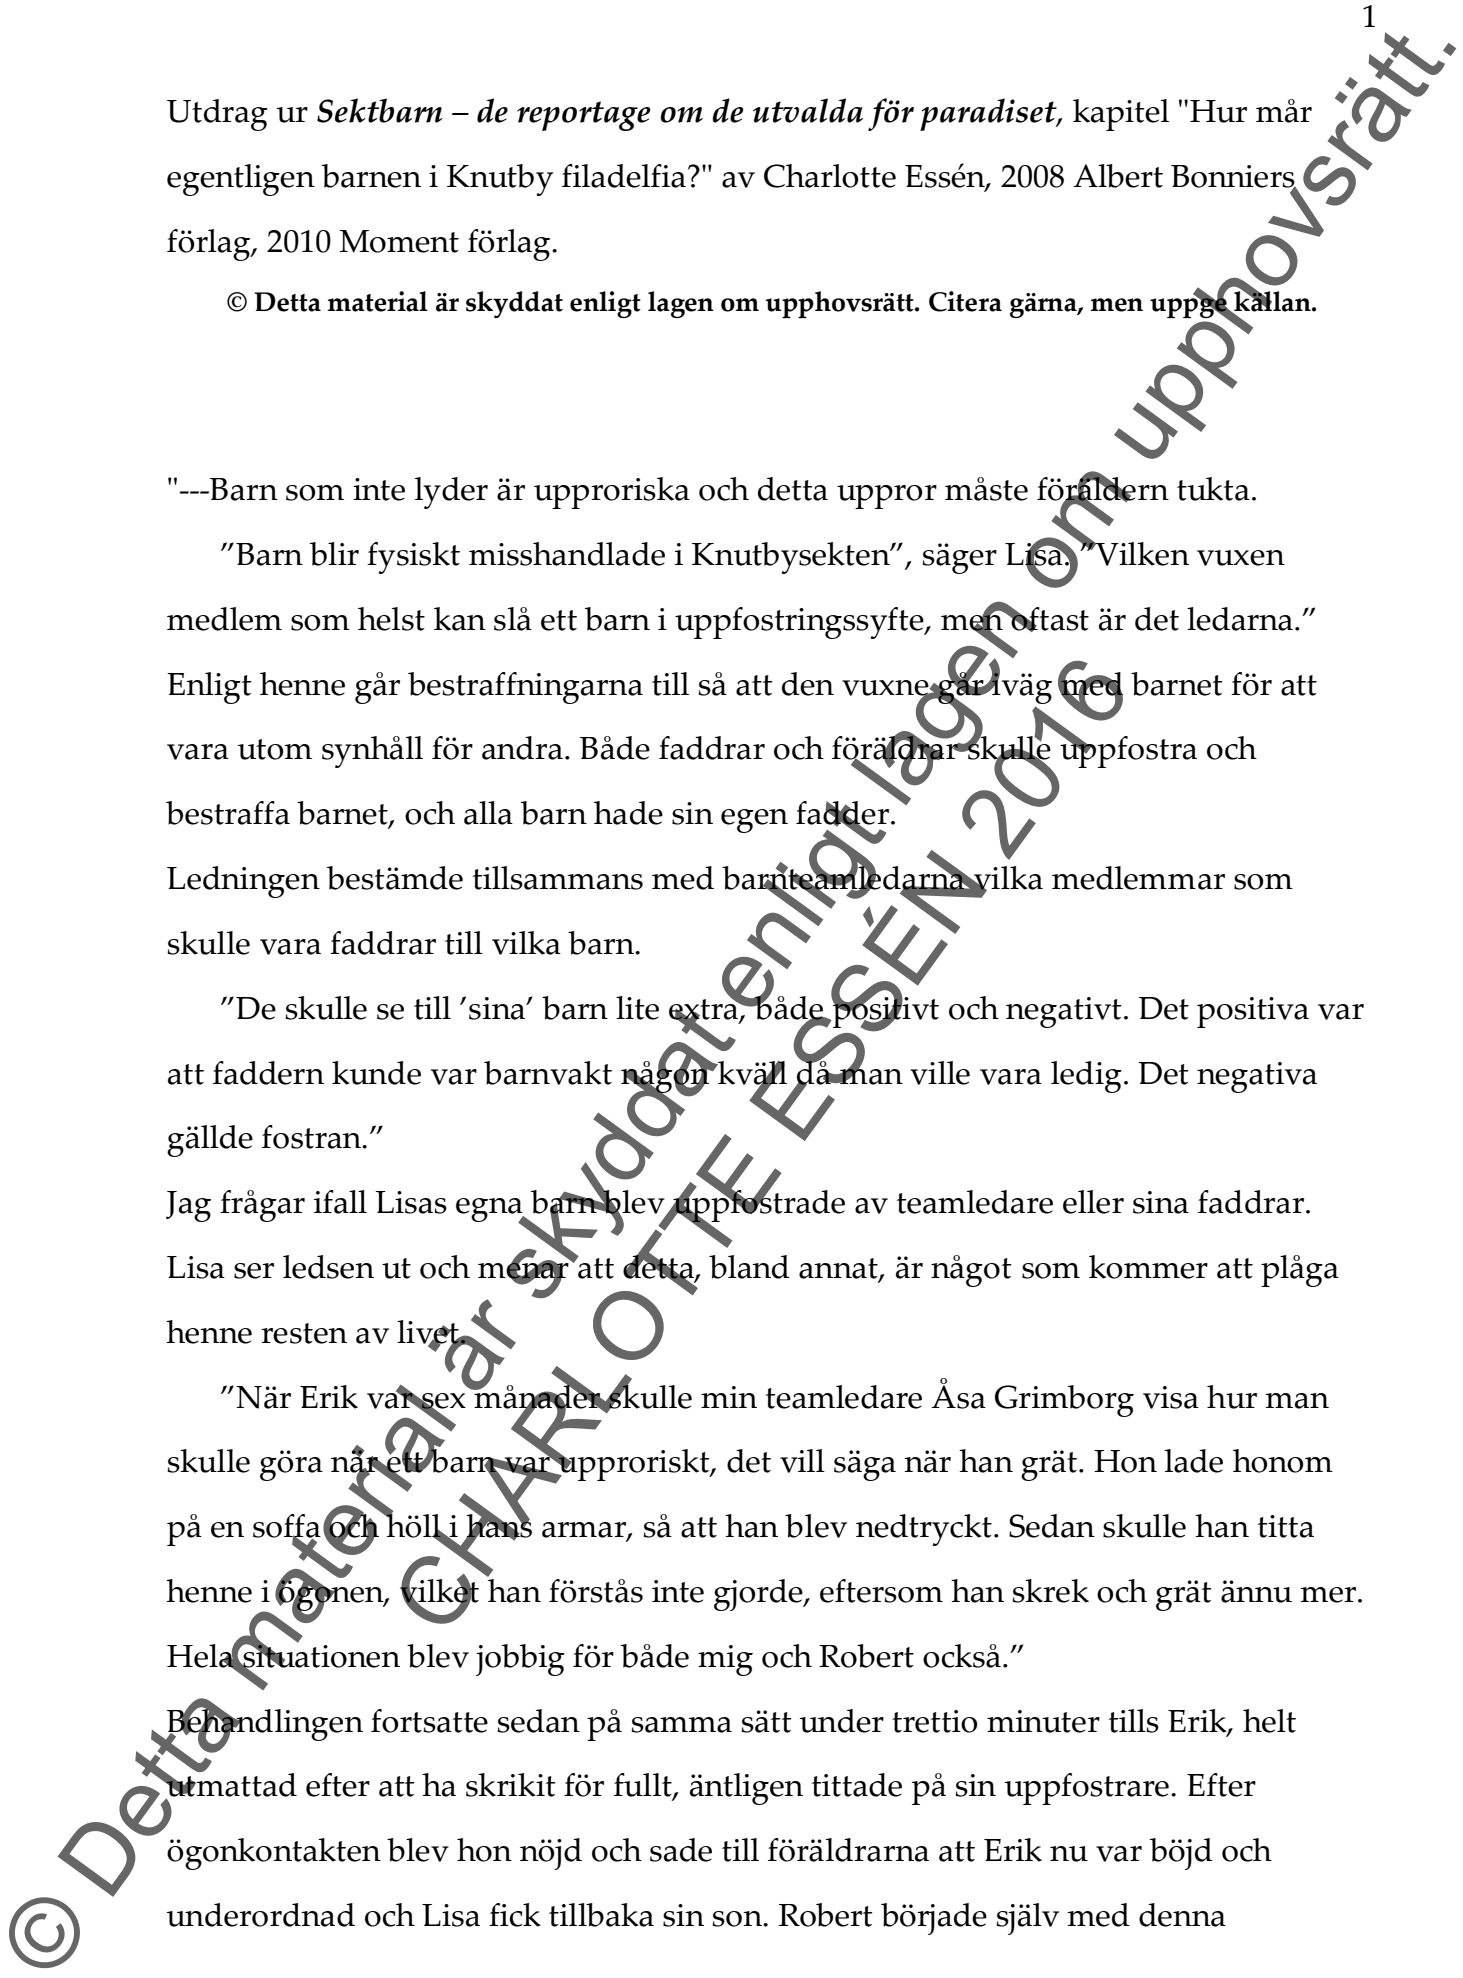 1
Utdrag ur Sektbarn – de reportage om de utvalda för paradiset, kapitel "Hur mår
egentligen barnen i Knutby filadelfia?" av Charlotte Essén, 2008 Albert Bonniers
förlag, 2010 Moment förlag.
© Detta material är skyddat enligt lagen om upphovsrätt. Citera gärna, men uppge källan.
"---Barn som inte lyder är upproriska och detta uppror måste föräldern tukta.
”Barn blir fysiskt misshandlade i Knutbysekten”, säger Lisa. ”Vilken vuxen
medlem som helst kan slå ett barn i uppfostringssyfte, men oftast är det ledarna.”
Enligt henne går bestraffningarna till så att den vuxne går iväg med barnet för att
vara utom synhåll för andra. Både faddrar och föräldrar skulle uppfostra och
bestraffa barnet, och alla barn hade sin egen fadder.
Ledningen bestämde tillsammans med barnteamledarna vilka medlemmar som
skulle vara faddrar till vilka barn.
”De skulle se till ’sina’ barn lite extra, både positivt och negativt. Det positiva var
att faddern kunde var barnvakt någon kväll då man ville vara ledig. Det negativa
gällde fostran.”
Jag frågar ifall Lisas egna barn blev uppfostrade av teamledare eller sina faddrar.
Lisa ser ledsen ut och menar att detta, bland annat, är något som kommer att plåga
henne resten av livet.
”När Erik var sex månader skulle min teamledare Åsa Grimborg visa hur man
skulle göra när ett barn var upproriskt, det vill säga när han grät. Hon lade honom
på en soffa och höll i hans armar, så att han blev nedtryckt. Sedan skulle han titta
henne i ögonen, vilket han förstås inte gjorde, eftersom han skrek och grät ännu mer.
Hela situationen blev jobbig för både mig och Robert också.”
Behandlingen fortsatte sedan på samma sätt under trettio minuter tills Erik, helt
utmattad efter att ha skrikit för fullt, äntligen tittade på sin uppfostrare. Efter
ögonkontakten blev hon nöjd och sade till föräldrarna att Erik nu var böjd och
underordnad och Lisa fick tillbaka sin son. Robert började själv med denna
© Detta material är skyddat enligt lagen om upphovsrätt.
CHARLOTTE ESSÉN 2016